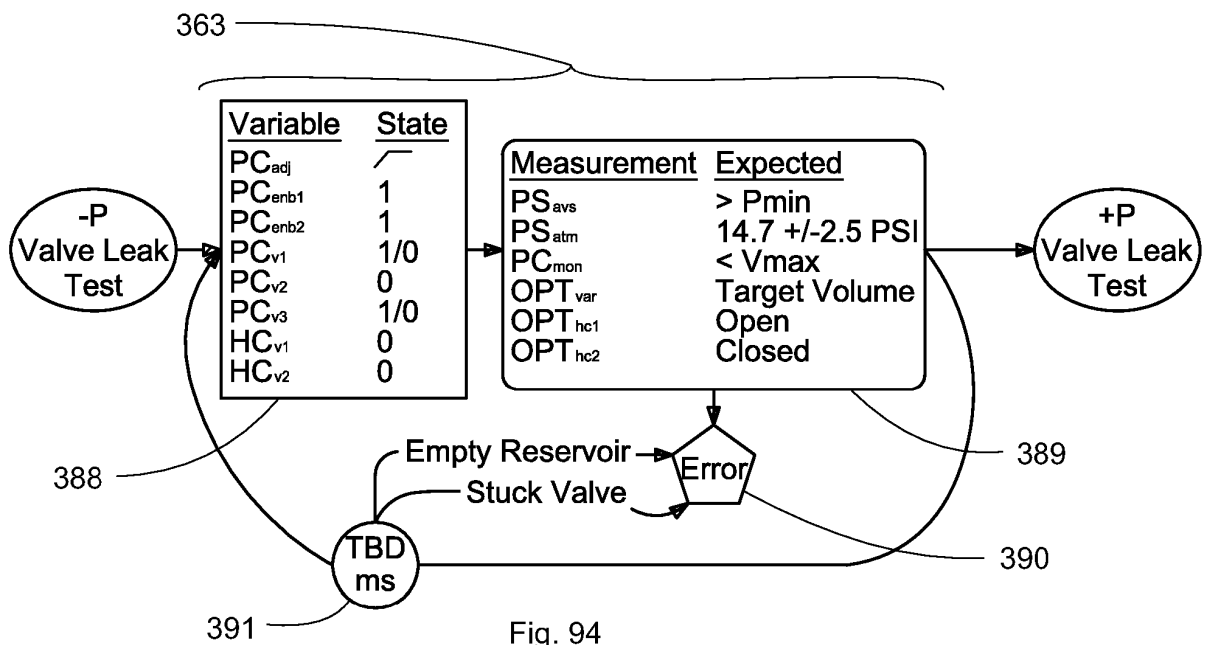 363
Variable State
PCadj
PCenb1 1
PCenb2 1
PCv1 1/0
PCv2 0
PCv3 1/0
HCv1 0
HCv2 0
Measurement Expected
PSavs > Pmin
PSatm 14.7 +/-2.5 PSI
PCmon < Vmax
OPTvar Target Volume
OPThc1 Open
OPThc2 Closed
-P
Valve Leak
Test
+P
Valve Leak
Test
388
389
Empty Reservoir
Stuck Valve
Error
390
TBD
ms
391
Fig. 94